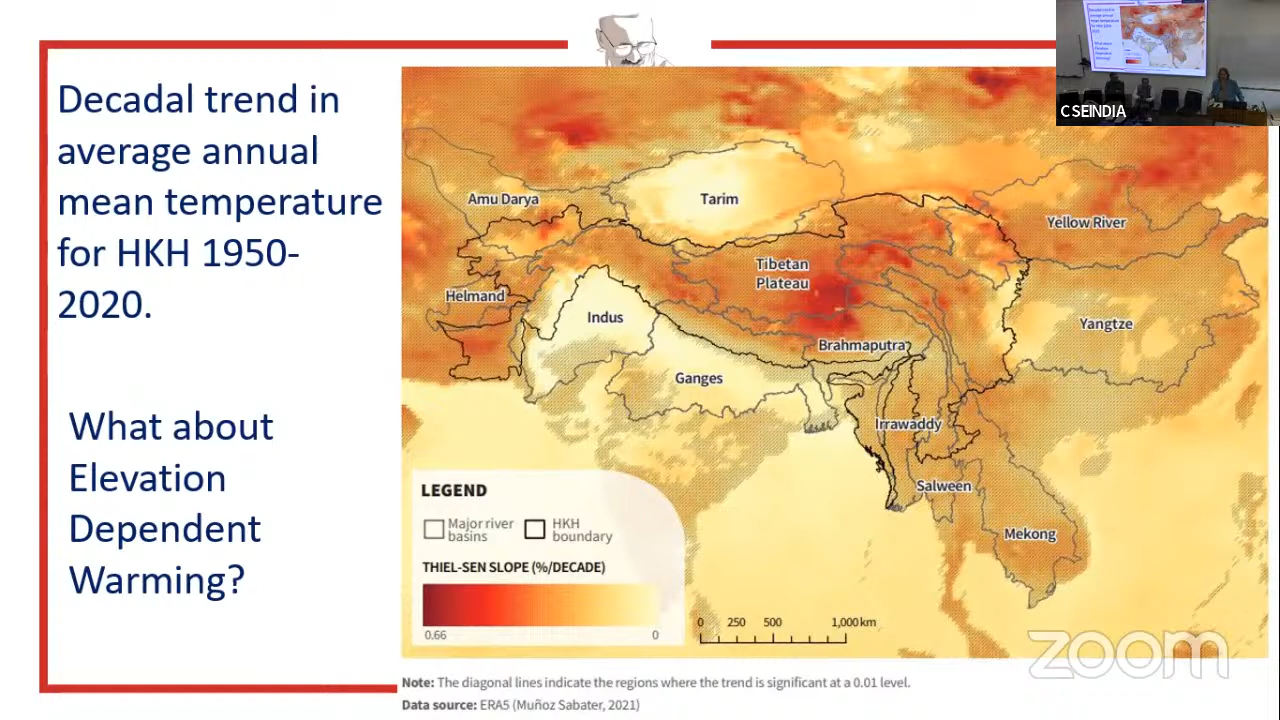 Decadal trend in
average annual
mean temperature
for HKH 1950-
2020.
What about
Elevation
Dependent
Warming?
CSEINDIA
Amu Darya
Tarim
Yellow River
Tibetan
Plateau
Helmand
Indus
Yangtze
Brahmaputra
Ganges
Irrawaddy
Salween
Mekong
LEGEND
Major river
basins
HKH
boundary
THIEL-SEN SLOPE (%/DECADE)
0.66 0
0 250 500 1,000 km
zoom
Note: The diagonal lines indicate the regions where the trend is significant at a 0.01 level.
Data source: ERA5 (Muñoz Sabater, 2021)